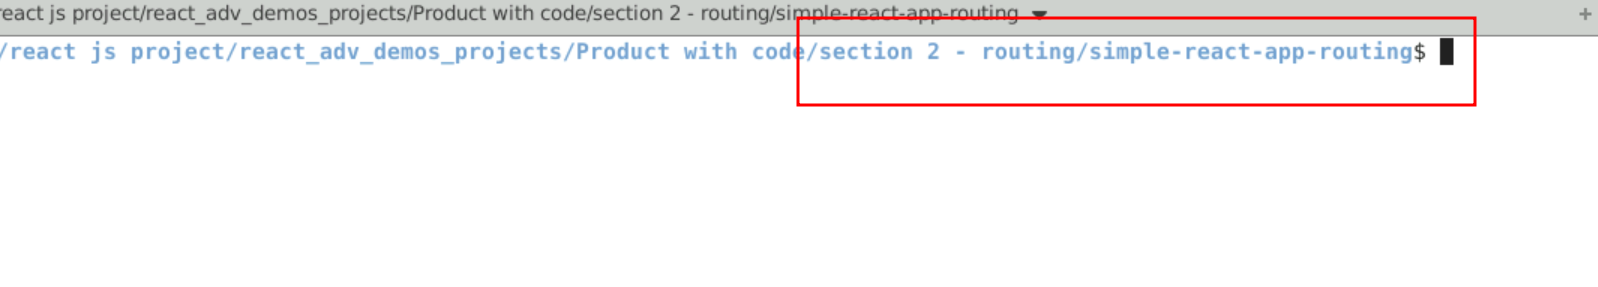 react js project/react_adv_demos_projects/Product with code/section 2 - routing/simple-react-app-routing
/react js project/react_adv_demos_projects/Product with code/section 2 - routing/simple-react-app-routing$